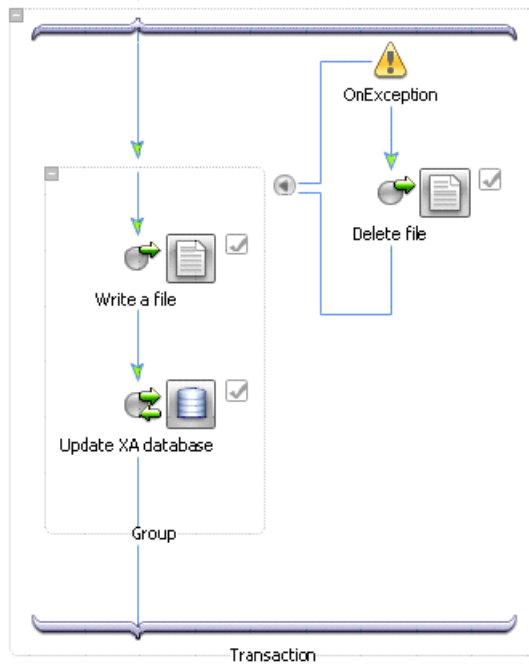 OnException
Delete file
Write a file
Update XA database
Group
Transaction